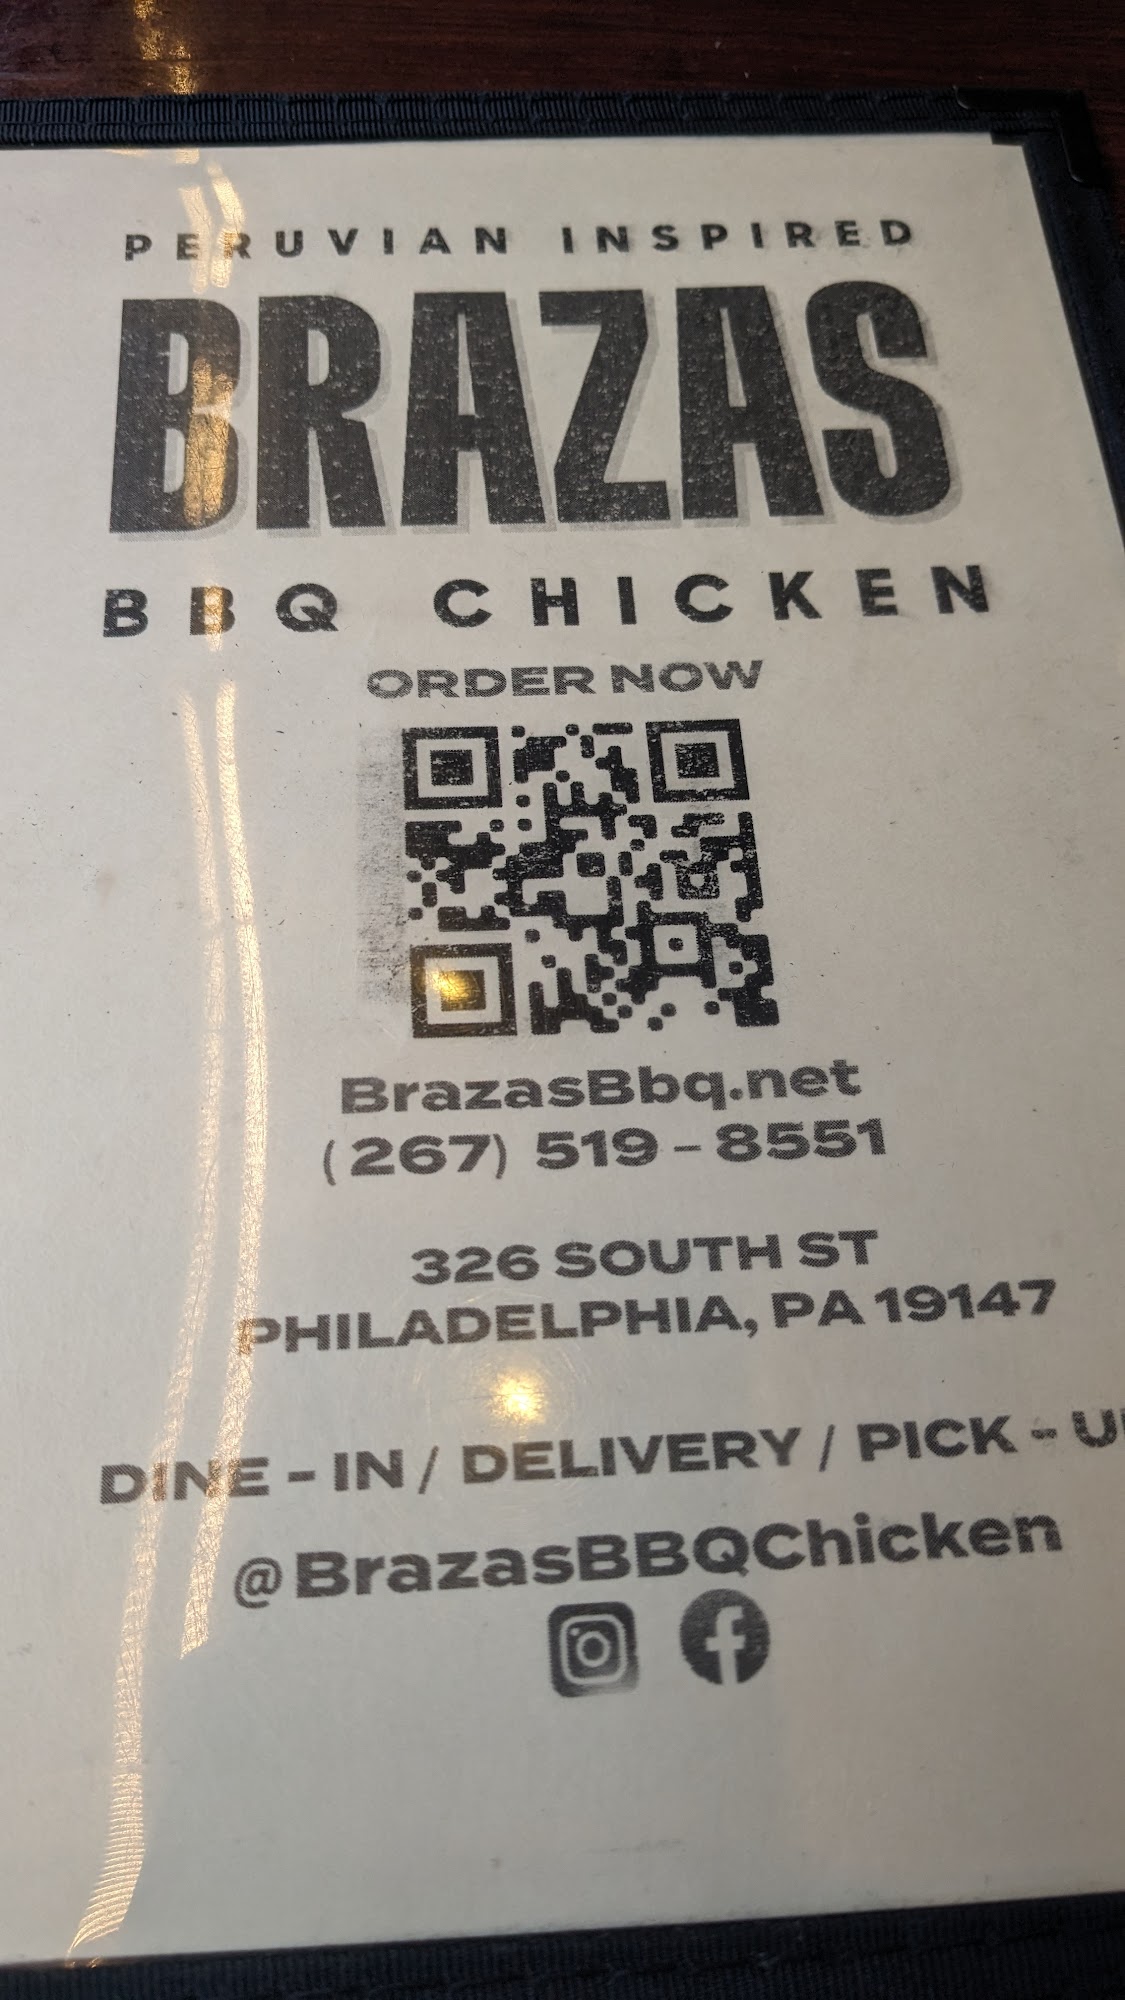 PERUVIAN INSPIRED
BRAZAS
BBQ CHICKEN
ORDER NOW
BrazasBbq.net
(267) 519-8551
326 SOUTH ST
PHILADELPHIA, PA 19147
DINE-IN / DELIVERY / PICK-U
@BrazasBBQChicken